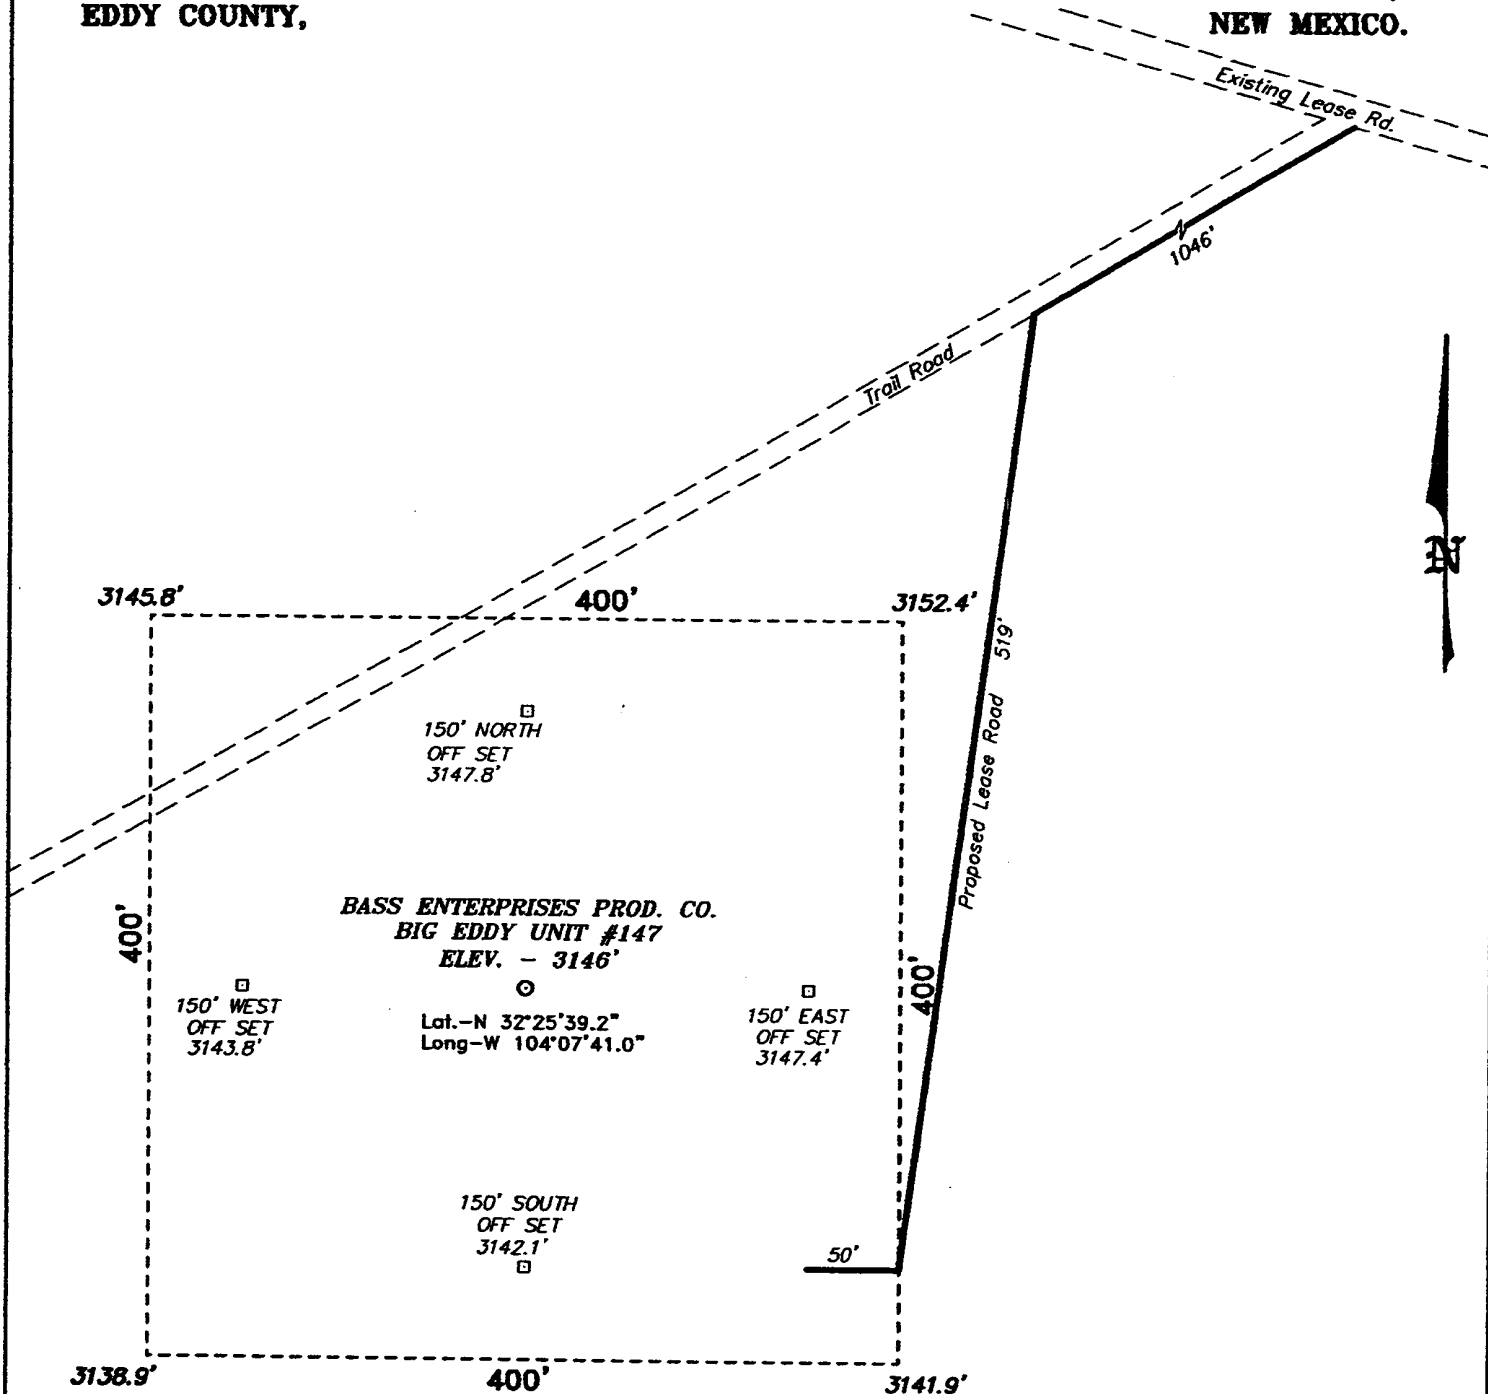 EDDY COUNTY,
NEW MEXICO.
Existing Lease Rd.
1046'
Trail Road
N
3145.8'
400'
3152.4'
519'
Proposed Lease Road
150' NORTH
OFF SET
3147.8'
400'
BASS ENTERPRISES PROD. CO.
BIG EDDY UNIT #147
ELEV. - 3146'
Lat.-N 32°25'39.2"
Long-W 104°07'41.0"
150' WEST
OFF SET
3143.8'
150' EAST
OFF SET
3147.4'
400'
150' SOUTH
OFF SET
3142.1'
50'
3138.9'
400'
3141.9'